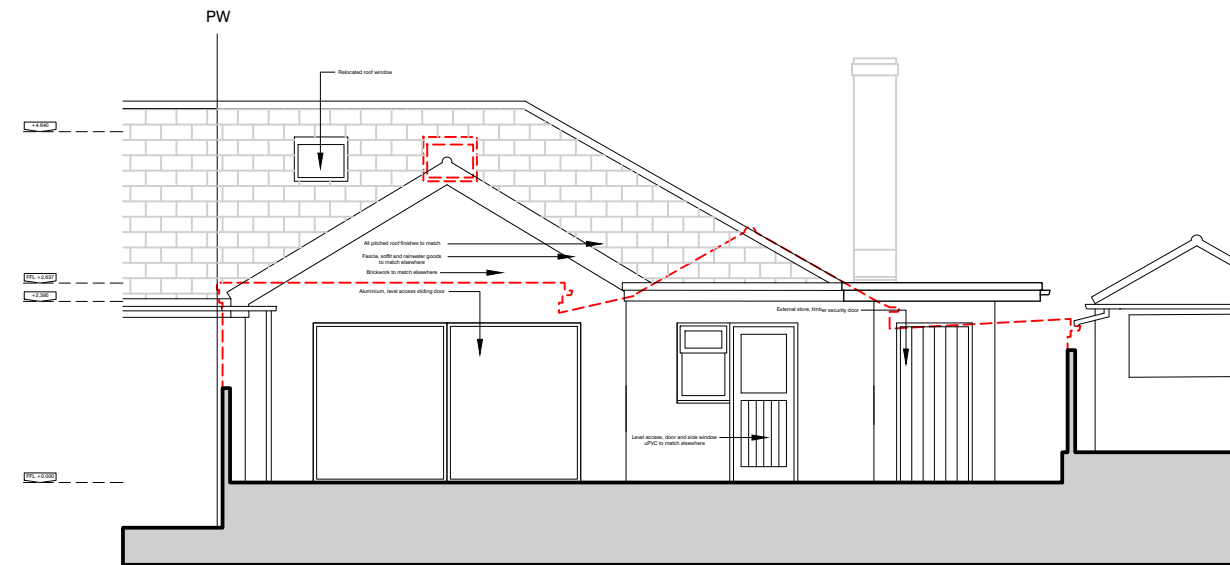 PW
Relocated roof window
+4.640
All pitched roof finishes to match
Fascia, soffit and rainwater goods
to match elsewhere
Brickwork to match elsewhere
FFL +2.607
Aluminium, level access sliding door
+2.395
External store, timber security door
Level access, door and side window
uPVC to match elsewhere
FFL +0.000